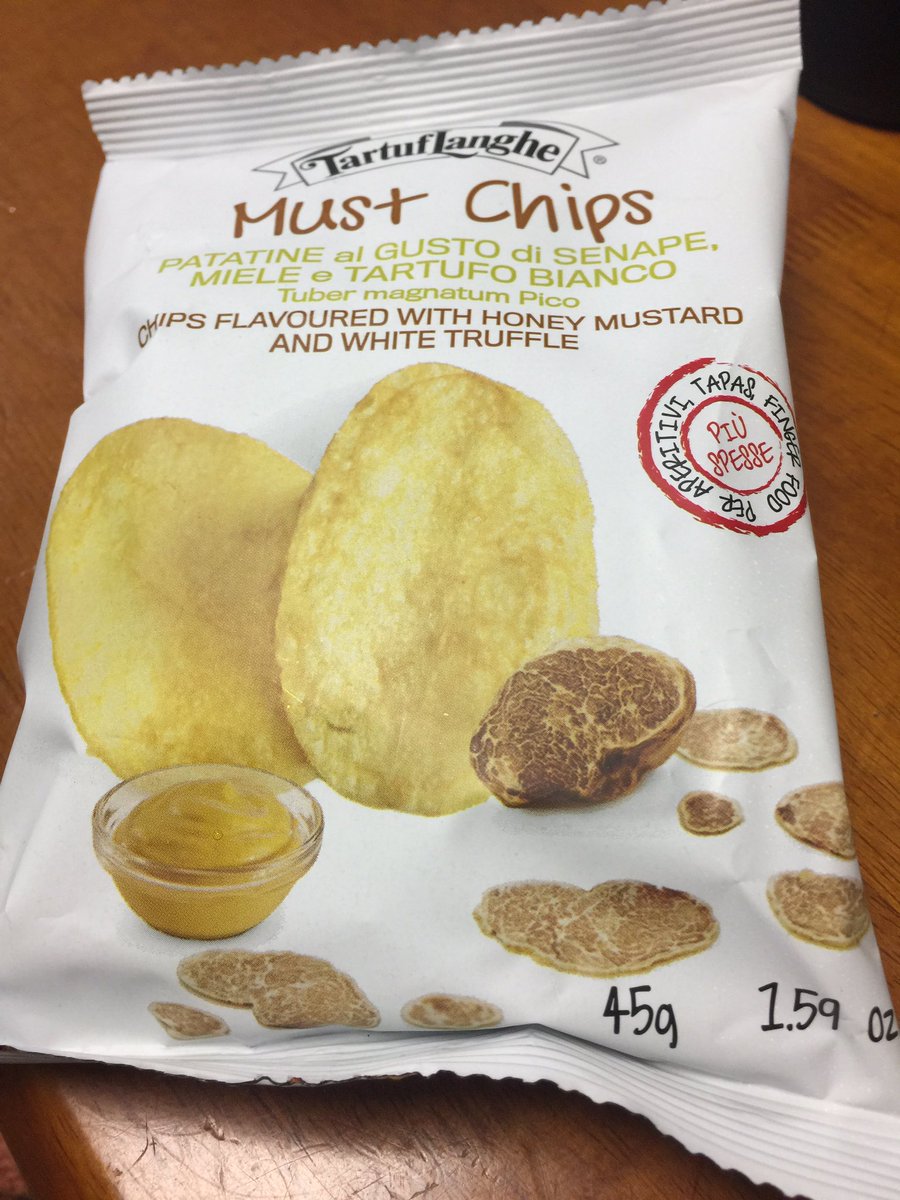 TartufLanghe®
Must Chips
PATATINE al GUSTO di SENAPE,
MIELE e TARTUFO BIANCO
Tuber magnatum Pico
CHIPS FLAVOURED WITH HONEY MUSTARD
AND WHITE TRUFFLE
PER APERITIVI, TAPAS, FINGER FOOD
PIÙ
SPESSE
45g 1.59 oz